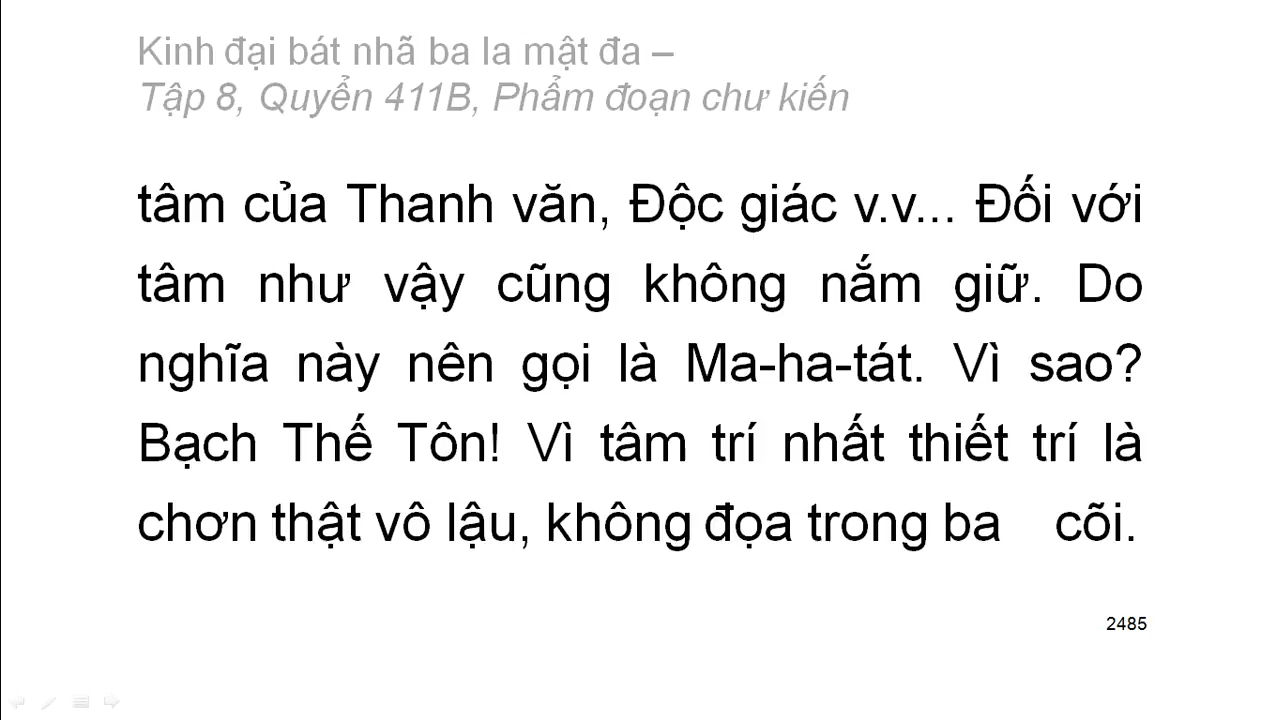 Kinh đại bát nhã ba la mật đa –
Tập 8, Quyển 411B, Phẩm đoạn chư kiến
tâm của Thanh văn, Độc giác v.v... Đối với
tâm như vậy cũng không nắm giữ. Do
nghĩa này nên gọi là Ma-ha-tát. Vì sao?
Bạch Thế Tôn! Vì tâm trí nhất thiết trí là
chơn thật vô lậu, không đọa trong ba cõi.
2485